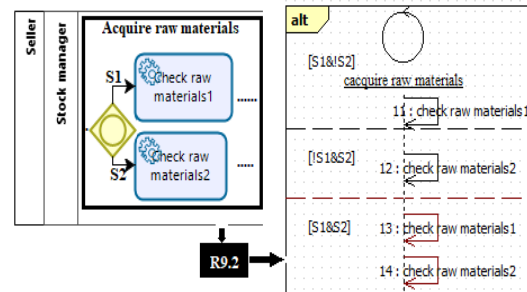 Seller
Stock manager
Acquire raw materials
S1
Check raw
materials1
......
S2
Check raw
materials2
.....
R9.2
alt
[S1&!S2]
cacquire raw materials
11 : check raw materials1
[!S1&S2]
12 : check raw materials2
[S1&S2]
13 : check raw materials1
14 : check raw materials2